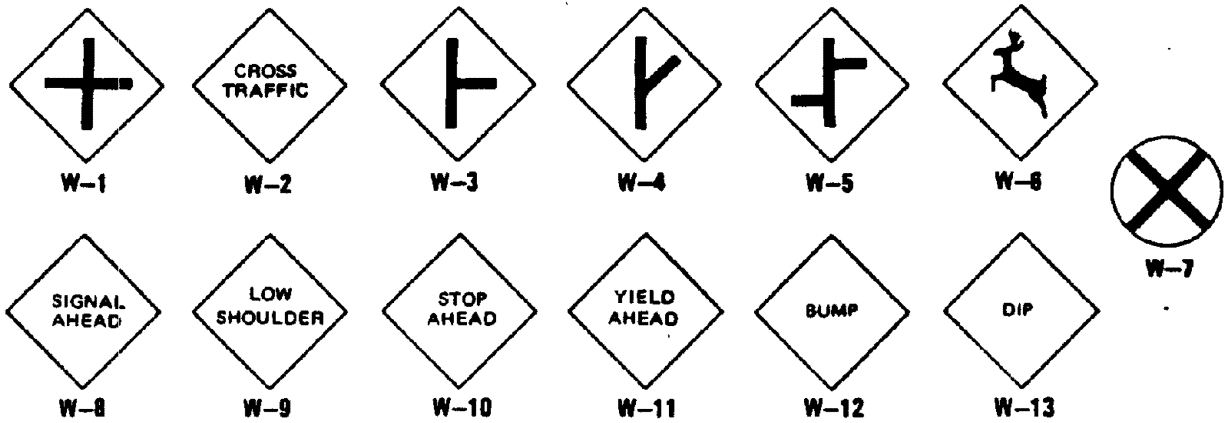 CROSS
TRAFFIC
W-1
W-2
W-3
W-4
W-5
W-6
W-7
SIGNAL
AHEAD
LOW
SHOULDER
STOP
AHEAD
YIELD
AHEAD
BUMP
DIP
W-8
W-9
W-10
W-11
W-12
W-13